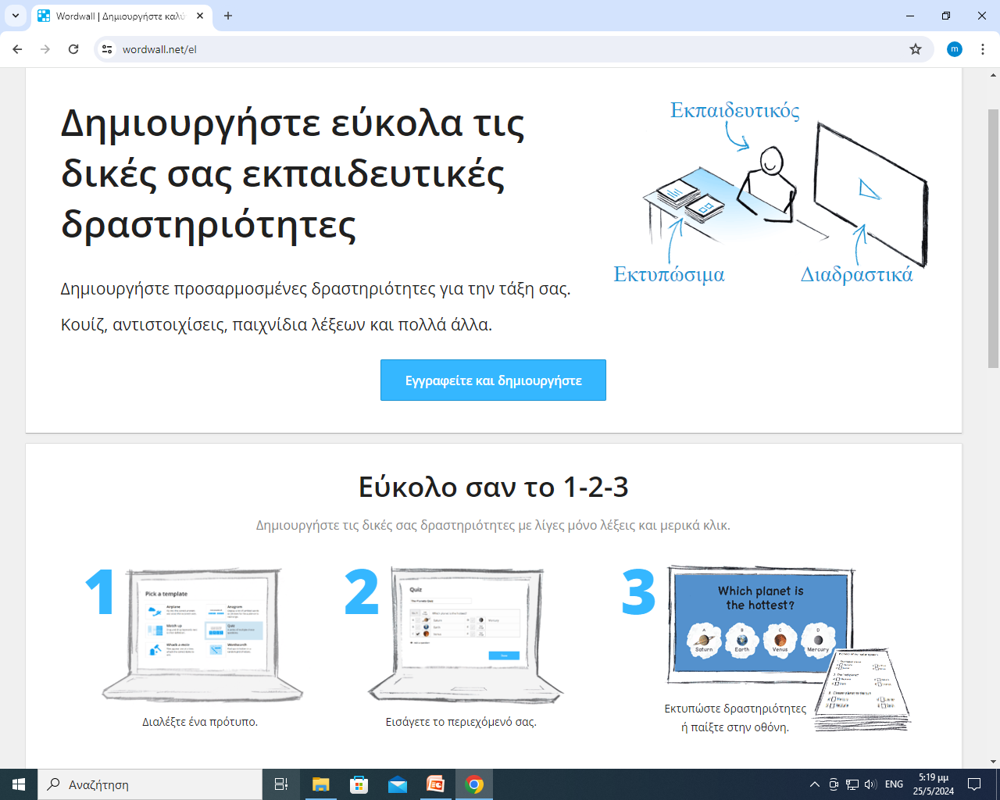 Wordwall | Δημιουργήστε καλύ
wordwall.net/el
m
Δημιουργήστε εύκολα τις
δικές σας εκπαιδευτικές
δραστηριότητες
Δημιουργήστε προσαρμοσμένες δραστηριότητες για την τάξη σας.
Κουίζ, αντιστοιχίσεις, παιχνίδια λέξεων και πολλά άλλα.
Εκπαιδευτικός
Εκτυπώσιμα
Διαδραστικά
Εγγραφείτε και δημιουργήστε
Εύκολο σαν το 1-2-3
Δημιουργήστε τις δικές σας δραστηριότητες με λίγες μόνο λέξεις και μερικά κλικ.
1
Pick a template
Airplane
Anagram
Match up
Quiz
Whack-a-mole
Wordsearch
Διαλέξτε ένα πρότυπο.
2
Quiz
The Planets Quiz
Which planet is the hottest?
Saturn
Mercury
Earth
Venus
Εισάγετε το περιεχόμενό σας.
3
Which planet is
the hottest?
A B C D
Saturn Earth Venus Mercury
Εκτυπώστε δραστηριότητες
ή παίξτε στην οθόνη.
Αναζήτηση
ENG
5:19 μμ
25/5/2024